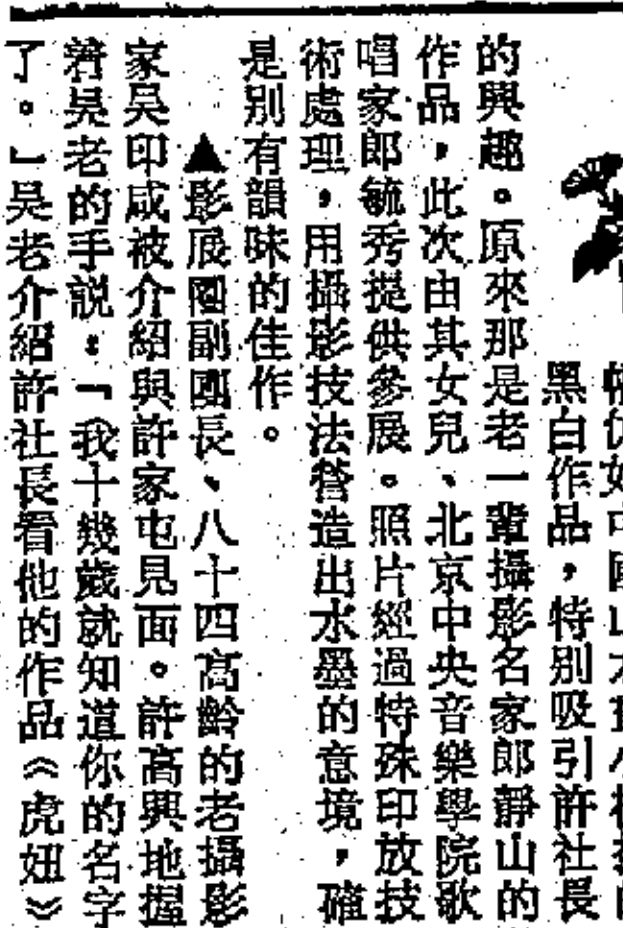 黑白作品，特別吸引許社長
的興趣。原來那是老一輩攝影名家郎靜山的
作品，此次由其女兒、北京中央音樂學院歌
唱家郎毓秀提供參展。照片經過特殊印放技
術處理，用攝影技法營造出水墨的意境，確
是別有韻味的佳作。
▲影展團副團長、八十四高齡的老攝影
家吳印咸被介紹與許家屯見面。許高興地握
着吳老的手説：「我十幾歲就知道你的名字
了。」吳老介紹許社長看他的作品《虎妞》